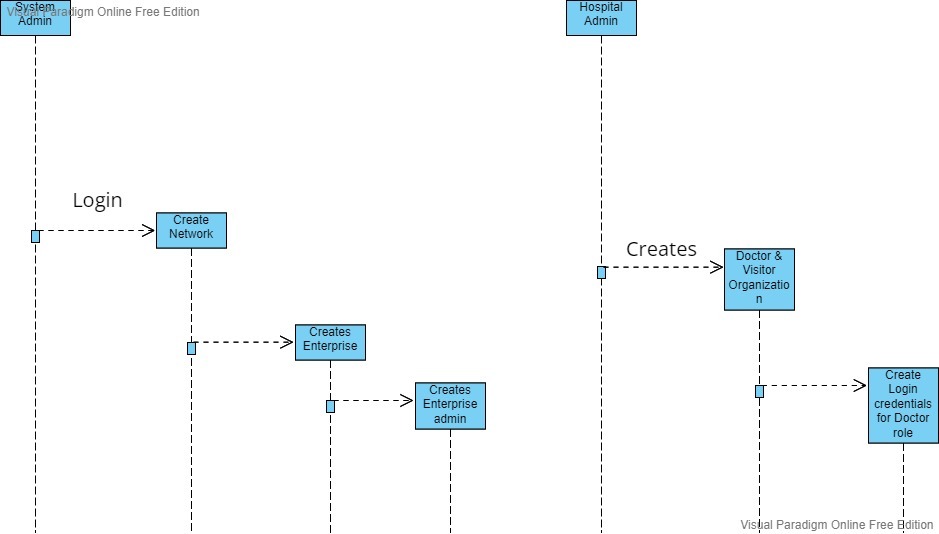 System
Admin
Visual Paradigm Online Free Edition
Hospital
Admin
Login
Create
Network
Creates
Doctor &
Visitor
Organizatio
n
Creates
Enterprise
Creates
Enterprise
admin
Create
Login
credentials
for Doctor
role
Visual Paradigm Online Free Edition